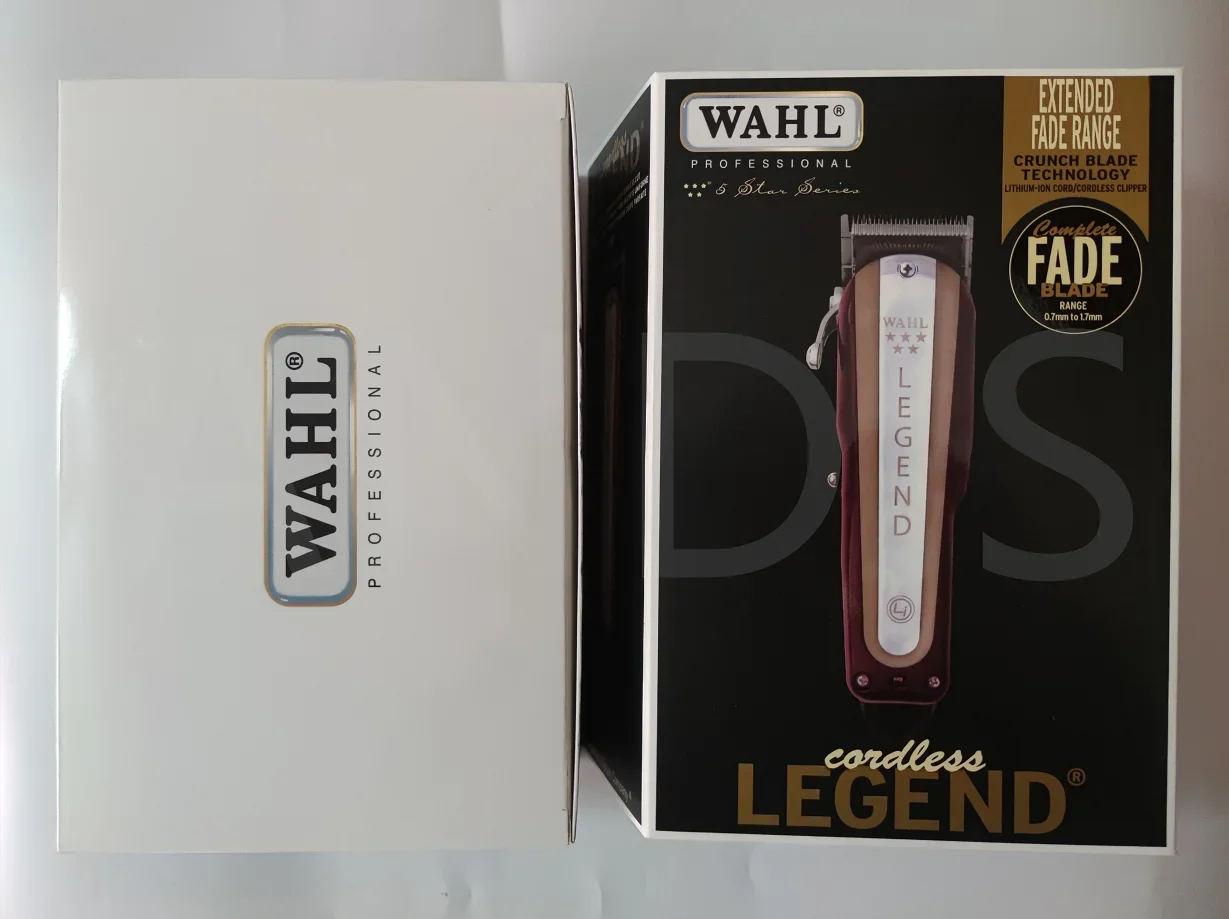 WAHL®
PROFESSIONAL
WAHL®
PROFESSIONAL
5 Star Series
EXTENDED
FADE RANGE
CRUNCH BLADE
TECHNOLOGY
LITHIUM-ION CORD/CORDLESS CLIPPER
Complete
FADE
BLADE
RANGE
0.7mm to 1.7mm
WAHL
LEGEND
Li
DS
cordless
LEGEND®